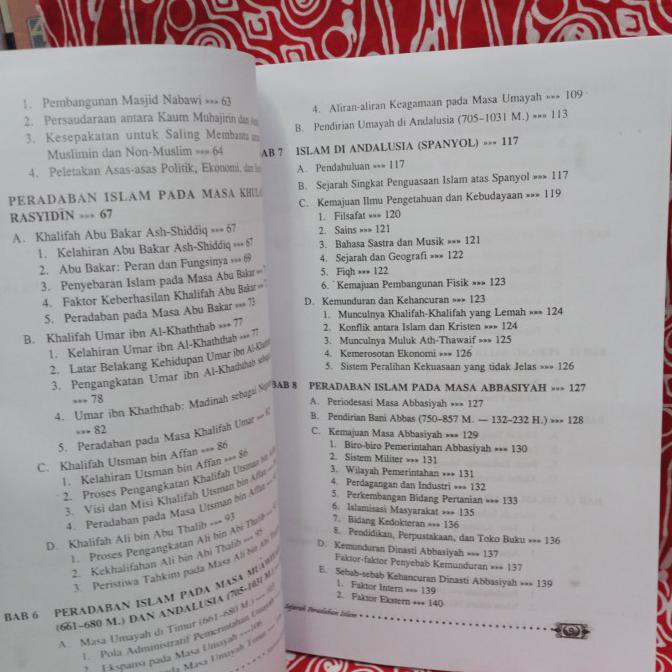 1. Pembangunan Masjid Nabawi »»» 63
2. Persaudaraan antara Kaum Muhajirin dan
3. Kesepakatan untuk Saling Membantu
Muslimin dan Non-Muslim »»» 64
4. Peletakan Asas-asas Politik, Ekonomi, dan
PERADABAN ISLAM PADA MASA
RASYIDĪN »»» 67
A. Khalifah Abu Bakar Ash-Shiddiq »»» 67
1. Kelahiran Abu Bakar Ash-Shiddiq »»» 67
2. Abu Bakar: Peran dan Fungsinya »»» 69
3. Penyebaran Islam pada Masa Abu Bakar
4. Faktor Keberhasilan Khalifah Abu Bakar
5. Peradaban pada Masa Abu Bakar »»» 73
B. Khalifah Umar ibn Al-Khaththab »»» 77
1. Kelahiran Umar ibn Al-Khaththab »»» 77
2. Latar Belakang Kehidupan Umar ibn
3. Pengangkatan Umar ibn Al-Khaththab
»»» 78
4. Umar ibn Khaththab: Madinah sebagai
»»» 82
5. Peradaban pada Masa Khalifah Umar
C. Khalifah Utsman bin Affan »»» 86
1. Kelahiran Utsman bin Affan »»» 86
2. Proses Pengangkatan Khalifah Utsman bin
3. Visi dan Misi Khalifah Utsman bin Affan
4. Peradaban pada Masa Utsman bin Affan
D. Khalifah Ali bin Abu Thalib »»» 93
1. Proses Pengangkatan Ali bin Abi Thalib
2. Kekhalifahan Ali bin Abi Thalib »»» 95
3. Peristiwa Tahkim pada Masa Ali bin Abi
BAB 6 PERADABAN ISLAM PADA MASA
(661-680 M.) DAN ANDALUSIA (705-1031 M.)
A. Masa Umayah di Timur (661-680 M.)
1. Pola Administratif Pemerintahan
2. Ekspansi pada Masa Umayah »»» 106
pada Masa Umayah Timur
4. Aliran-aliran Keagamaan pada Masa Umayah »»» 109
B. Pendirian Umayah di Andalusia (705-1031 M.) »»» 113
BAB 7 ISLAM DI ANDALUSIA (SPANYOL) »»» 117
A. Pendahuluan »»» 117
B. Sejarah Singkat Penguasaan Islam atas Spanyol »»» 117
C. Kemajuan Ilmu Pengetahuan dan Kebudayaan »»» 119
1. Filsafat »»» 120
2. Sains »»» 121
3. Bahasa Sastra dan Musik »»» 121
4. Sejarah dan Geografi »»» 122
5. Fiqh »»» 122
6. Kemajuan Pembangunan Fisik »»» 123
D. Kemunduran dan Kehancuran »»» 123
1. Munculnya Khalifah-Khalifah yang Lemah »»» 124
2. Konflik antara Islam dan Kristen »»» 124
3. Munculnya Muluk Ath-Thawaif »»» 125
4. Kemerosotan Ekonomi »»» 126
5. Sistem Peralihan Kekuasaan yang tidak Jelas »»» 126
BAB 8 PERADABAN ISLAM PADA MASA ABBASIYAH »»» 127
A. Periodesasi Masa Abbasiyah »»» 127
B. Pendirian Bani Abbas (750-857 M. — 132-232 H.) »»» 128
C. Kemajuan Masa Abbasiyah »»» 129
1. Biro-biro Pemerintahan Abbasiyah »»» 130
2. Sistem Militer »»» 131
3. Wilayah Pemerintahan »»» 131
4. Perdagangan dan Industri »»» 132
5. Perkembangan Bidang Pertanian »»» 133
6. Islamisasi Masyarakat »»» 135
7. Bidang Kedokteran »»» 136
8. Pendidikan, Perpustakaan, dan Toko Buku »»» 136
D. Kemunduran Dinasti Abbasiyah »»» 137
Faktor-faktor Penyebab Kemunduran »»» 137
E. Sebab-sebab Kehancuran Dinasti Abbasiyah »»» 139
1. Faktor Intern »»» 139
2. Faktor Ekstern »»» 140
Sejarah Peradaban Islam